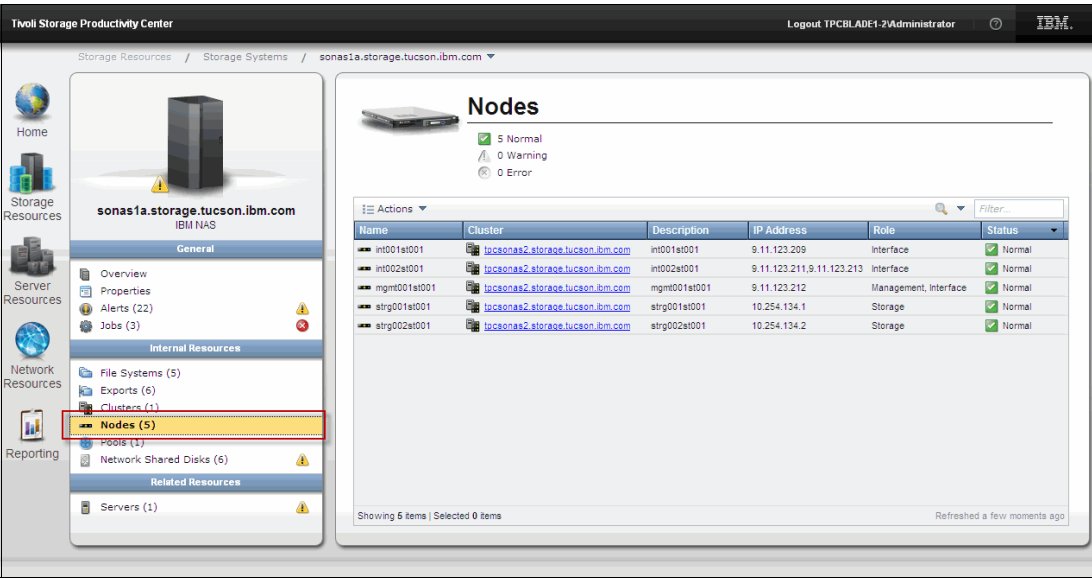 Tivoli Storage Productivity Center
Logout TPCBLADE1-2\Administrator
?
IBM.
Storage Resources / Storage Systems / sonas1a.storage.tucson.ibm.com
Home
Storage
Resources
Server
Resources
Network
Resources
Reporting
sonas1a.storage.tucson.ibm.com
IBM NAS
General
Overview
Properties
Alerts (22)
Jobs (3)
Internal Resources
File Systems (5)
Exports (6)
Clusters (1)
Nodes (5)
Pools (1)
Network Shared Disks (6)
Related Resources
Servers (1)
Nodes
5 Normal
0 Warning
0 Error
Actions
Filter...
Name Cluster Description IP Address Role Status
int001st001 tpcsonas2.storage.tucson.ibm.com int001st001 9.11.123.209 Interface Normal
int002st001 tpcsonas2.storage.tucson.ibm.com int002st001 9.11.123.211,9.11.123.213 Interface Normal
mgmt001st001 tpcsonas2.storage.tucson.ibm.com mgmt001st001 9.11.123.212 Management, Interface Normal
strg001st001 tpcsonas2.storage.tucson.ibm.com strg001st001 10.254.134.1 Storage Normal
strg002st001 tpcsonas2.storage.tucson.ibm.com strg002st001 10.254.134.2 Storage Normal
Showing 5 items | Selected 0 items
Refreshed a few moments ago